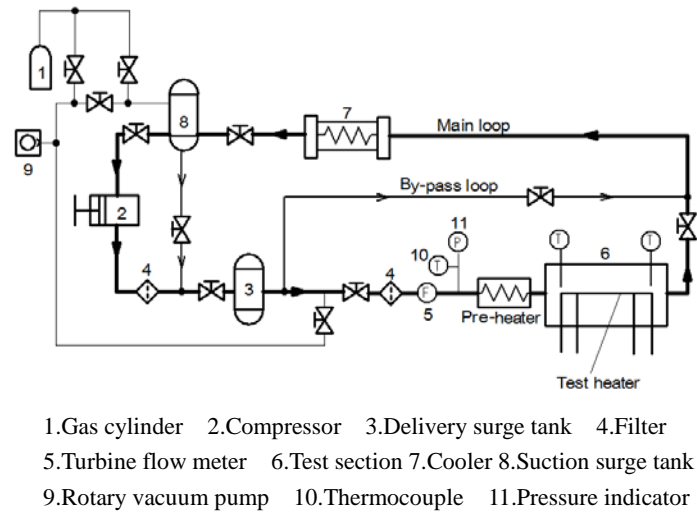 1
8
7
Main loop
By-pass loop
9
2
11
P
10
T
T
6
T
4
3
4
F
5
Pre-heater
Test heater
1.Gas cylinder 2.Compressor 3.Delivery surge tank 4.Filter
5.Turbine flow meter 6.Test section 7.Cooler 8.Suction surge tank
9.Rotary vacuum pump 10.Thermocouple 11.Pressure indicator